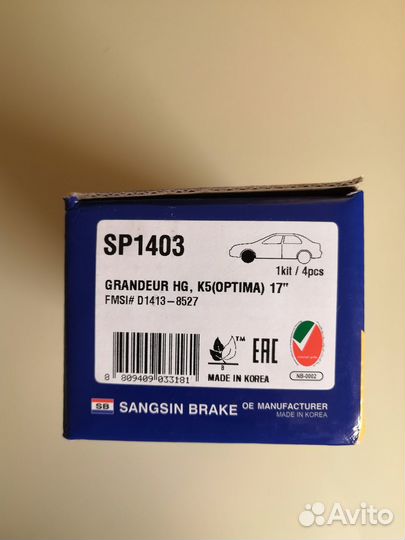 SP1403
1kit / 4pcs
GRANDEUR HG, K5(OPTIMA) 17"
FMSI# D1413-8527
TM
B
8 809409 033181
MADE IN KOREA
EAC
NB-0002
SB SANGSIN BRAKE OE MANUFACTURER
MADE IN KOREA
Avito